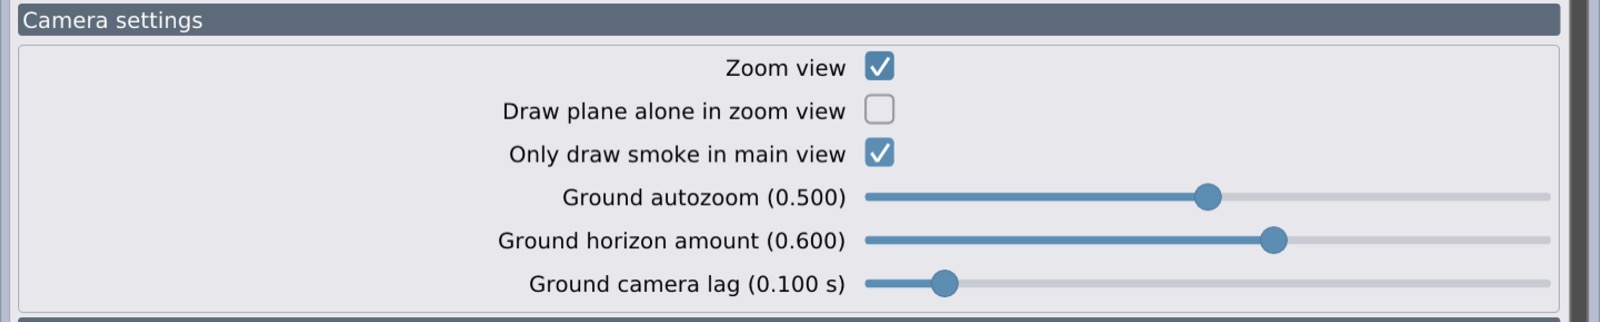 Camera settings
Zoom view
Draw plane alone in zoom view
Only draw smoke in main view
Ground autozoom (0.500)
Ground horizon amount (0.600)
Ground camera lag (0.100 s)